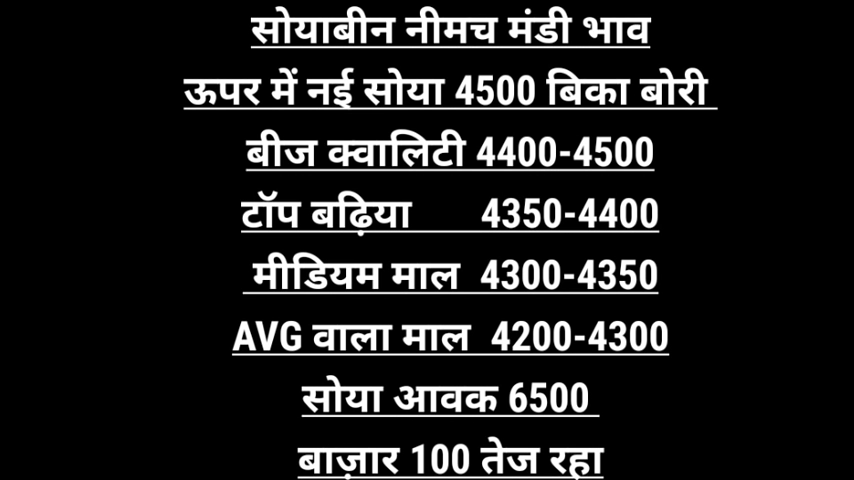 सोयाबीन नीमच मंडी भाव
ऊपर में नई सोया 4500 बिका बोरी
बीज क्वालिटी 4400-4500
टॉप बढ़िया 4350-4400
मीडियम माल 4300-4350
AVG वाला माल 4200-4300
सोया आवक 6500
बाज़ार 100 तेज रहा